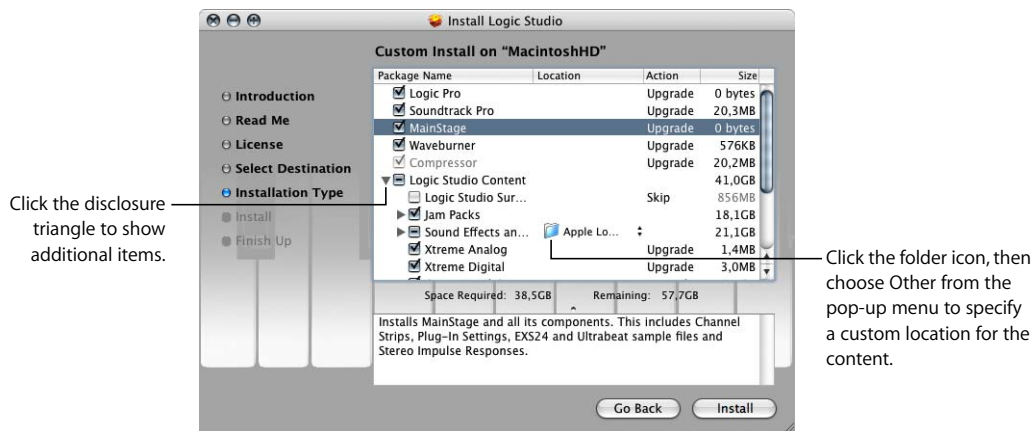 Install Logic Studio
Custom Install on “MacintoshHD”
Introduction
Read Me
License
Select Destination
Installation Type
Install
Finish Up
Package Name Location Action Size
Logic Pro Upgrade 0 bytes
Soundtrack Pro Upgrade 20,3MB
MainStage Upgrade 0 bytes
Waveburner Upgrade 576KB
Compressor Upgrade 20,2MB
Logic Studio Content 41,0GB
Logic Studio Sur... Skip 856MB
Jam Packs 18,1GB
Sound Effects an... Apple Lo... 21,1GB
Xtreme Analog Upgrade 1,4MB
Xtreme Digital Upgrade 3,0MB
Space Required: 38,5GB Remaining: 57,7GB
Installs MainStage and all its components. This includes Channel
Strips, Plug-In Settings, EXS24 and Ultrabeat sample files and
Stereo Impulse Responses.
Go Back Install
Click the disclosure
triangle to show
additional items.
Click the folder icon, then
choose Other from the
pop-up menu to specify
a custom location for the
content.